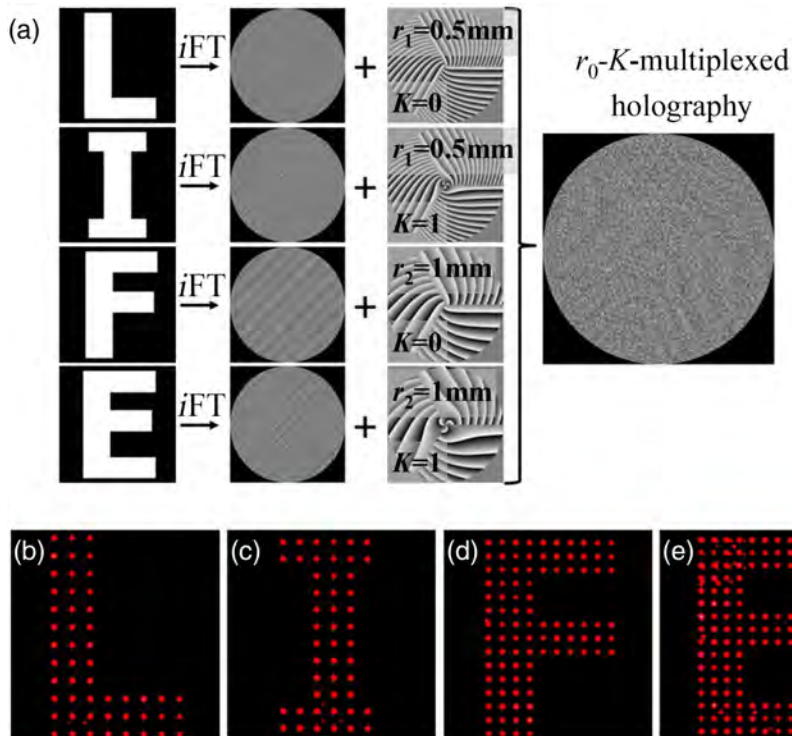 (a)
L
iFT
+
r₁=0.5mm
K=0
r₀-K-multiplexed
holography
I
iFT
+
r₁=0.5mm
K=1
F
iFT
+
r₂=1mm
K=0
E
iFT
+
r₂=1mm
K=1
(b)
(c)
(d)
(e)
L
I
F
E